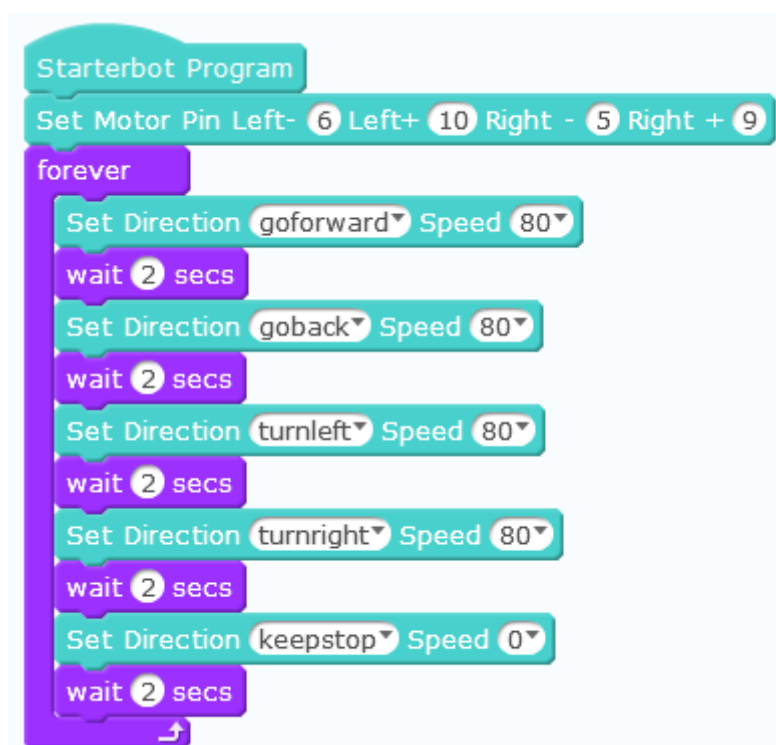 Starterbot Program
Set Motor Pin Left- 6 Left+ 10 Right - 5 Right + 9
forever
Set Direction goforward Speed 80
wait 2 secs
Set Direction goback Speed 80
wait 2 secs
Set Direction turnleft Speed 80
wait 2 secs
Set Direction turnright Speed 80
wait 2 secs
Set Direction keepstop Speed 0
wait 2 secs